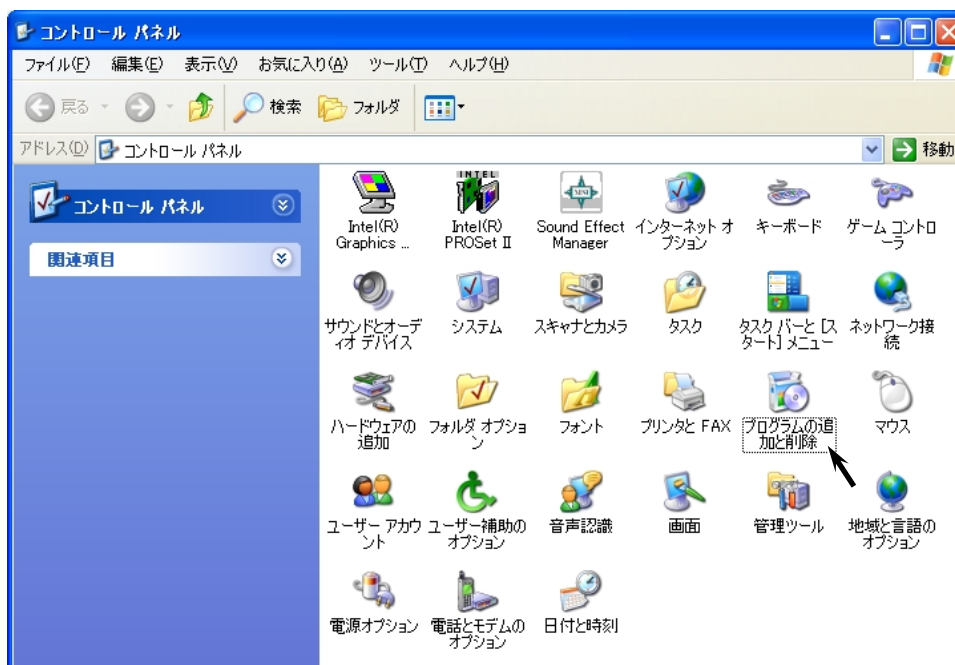 コントロール パネル
ファイル(F) 編集(E) 表示(V) お気に入り(A) ツール(T) ヘルプ(H)
戻る 検索 フォルダ
アドレス(D) コントロール パネル 移動
コントロール パネル
関連項目
Intel(R)
Graphics ...
INTEL
Intel(R)
PROSet II
Sound Effect
Manager
インターネット オ
プション
キーボード
ゲーム コントロ
ーラ
サウンドとオーデ
ィオ デバイス
システム
スキャナとカメラ
タスク
タスク バーと [ス
タート] メニュー
ネットワーク接
続
ハードウェアの
追加
フォルダ オプショ
ン
フォント
プリンタと FAX
プログラムの追
加と削除
マウス
ユーザー アカウ
ント
ユーザー補助の
オプション
音声認識
画面
管理ツール
地域と言語の
オプション
電源オプション
電話とモデムの
オプション
日付と時刻